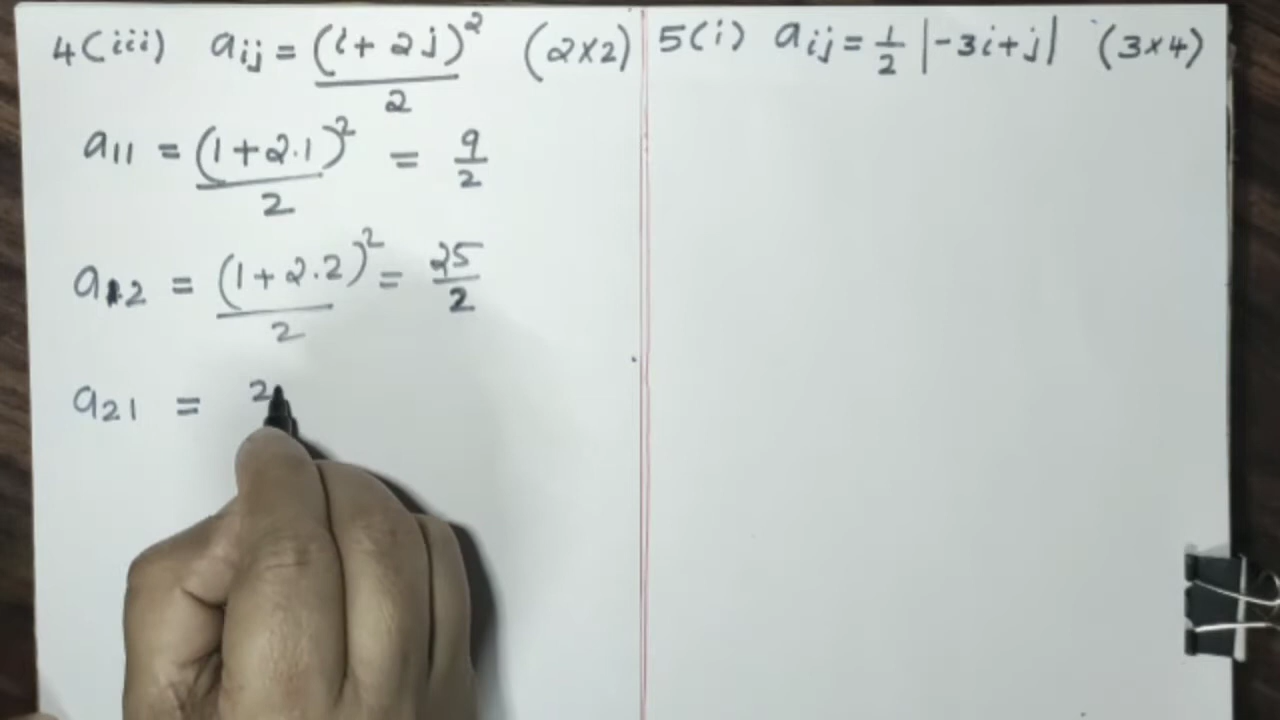 4(iii) aij = (i + 2j)² / 2 (2×2)
a11 = (1+2.1)² / 2 = 9/2
a12 = (1+2.2)² / 2 = 25/2
a21 = 2
5(i) aij = 1/2 |-3i+j| (3×4)